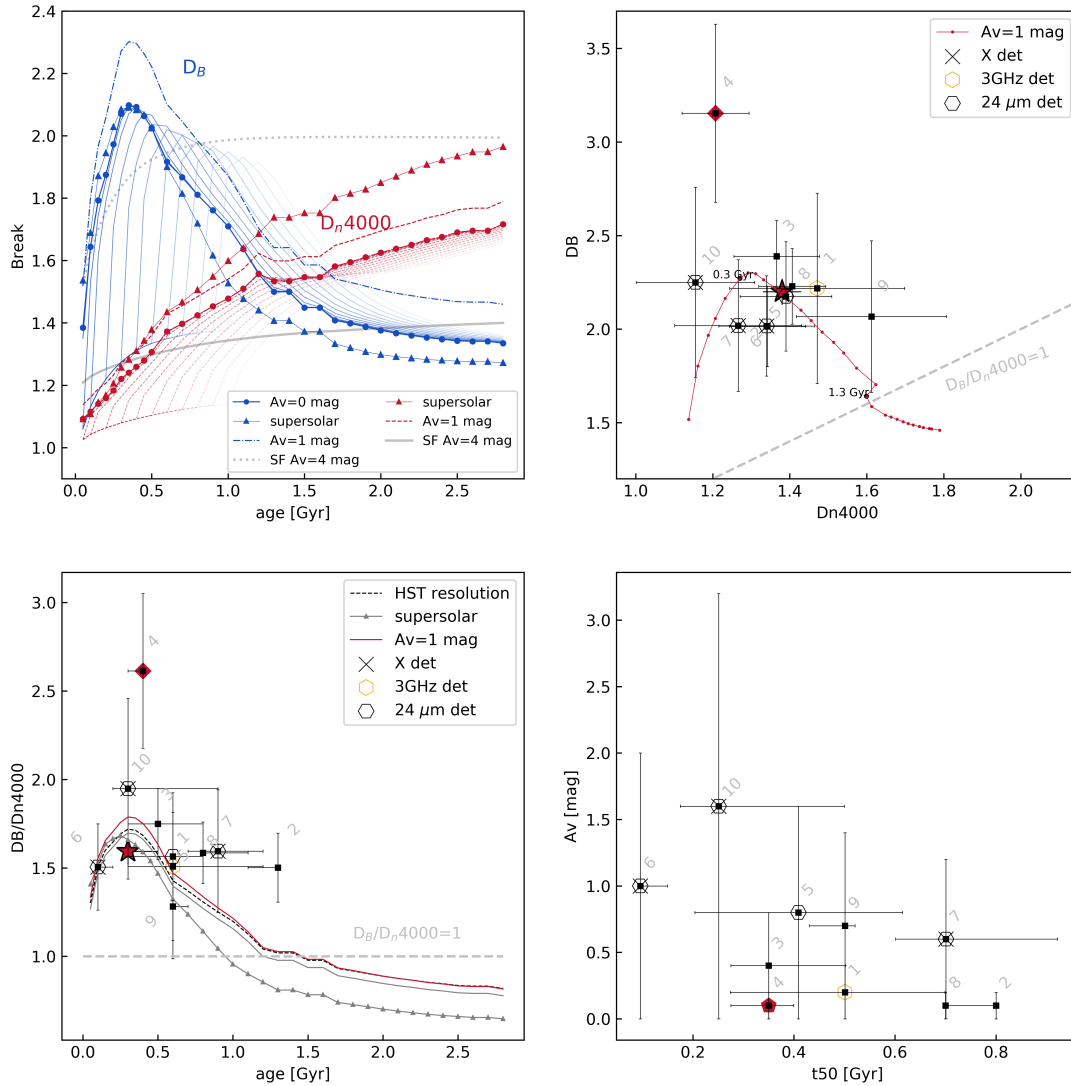 2.4
2.2
2.0
1.8
1.6
1.4
1.2
1.0
Break
D_B
D_n4000
Av=0 mag
supersolar
Av=1 mag
SF Av=4 mag
supersolar
Av=1 mag
SF Av=4 mag
0.0 0.5 1.0 1.5 2.0 2.5
age [Gyr]
3.5
3.0
2.5
2.0
1.5
DB
Av=1 mag
X det
3GHz det
24 μm det
4
3
10
8
1
9
0.3 Gyr
5
7
6
1.3 Gyr
D_B/D_n4000=1
1.0 1.2 1.4 1.6 1.8 2.0
Dn4000
3.0
2.5
2.0
1.5
1.0
DB/Dn4000
HST resolution
supersolar
Av=1 mag
X det
3GHz det
24 μm det
4
10
3
6
1
8
7
2
5
9
D_B/D_n4000=1
0.0 0.5 1.0 1.5 2.0 2.5
age [Gyr]
3.0
2.5
2.0
1.5
1.0
0.5
0.0
Av [mag]
10
6
5
9
7
3
4
1
8
2
0.2 0.4 0.6 0.8
t50 [Gyr]